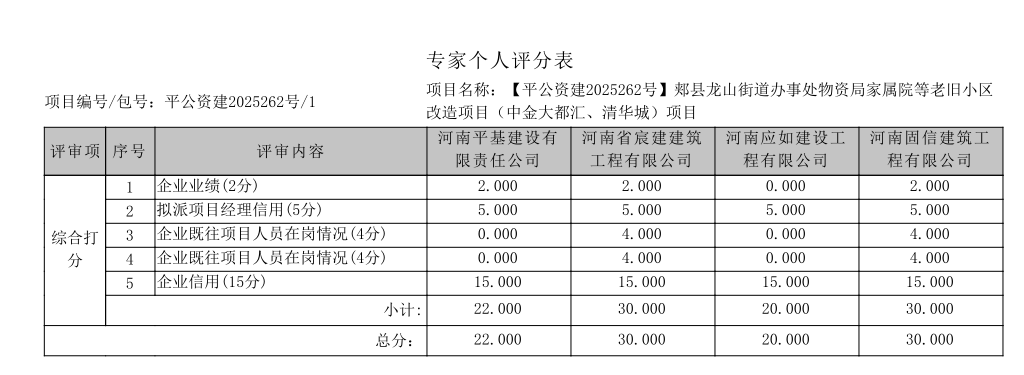 专家个人评分表
项目编号/包号：平公资建2025262号/1
项目名称：【平公资建2025262号】郏县龙山街道办事处物资局家属院等老旧小区
改造项目（中金大都汇、清华城）项目
评审项 序号 评审内容 河南平基建设有限责任公司 河南省宸建建筑工程有限公司 河南应如建设工程有限公司 河南固信建筑工程有限公司
综合打分
1 企业业绩(2分) 2.000 2.000 0.000 2.000
2 拟派项目经理信用(5分) 5.000 5.000 5.000 5.000
3 企业既往项目人员在岗情况(4分) 0.000 4.000 0.000 4.000
4 企业既往项目人员在岗情况(4分) 0.000 4.000 0.000 4.000
5 企业信用(15分) 15.000 15.000 15.000 15.000
小计: 22.000 30.000 20.000 30.000
总分： 22.000 30.000 20.000 30.000